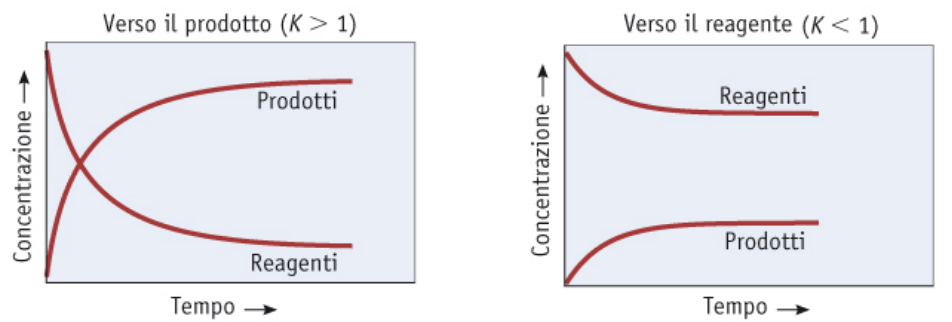 Verso il prodotto (K > 1)
Concentrazione →
Prodotti
Reagenti
Tempo →
Verso il reagente (K < 1)
Concentrazione →
Reagenti
Prodotti
Tempo →